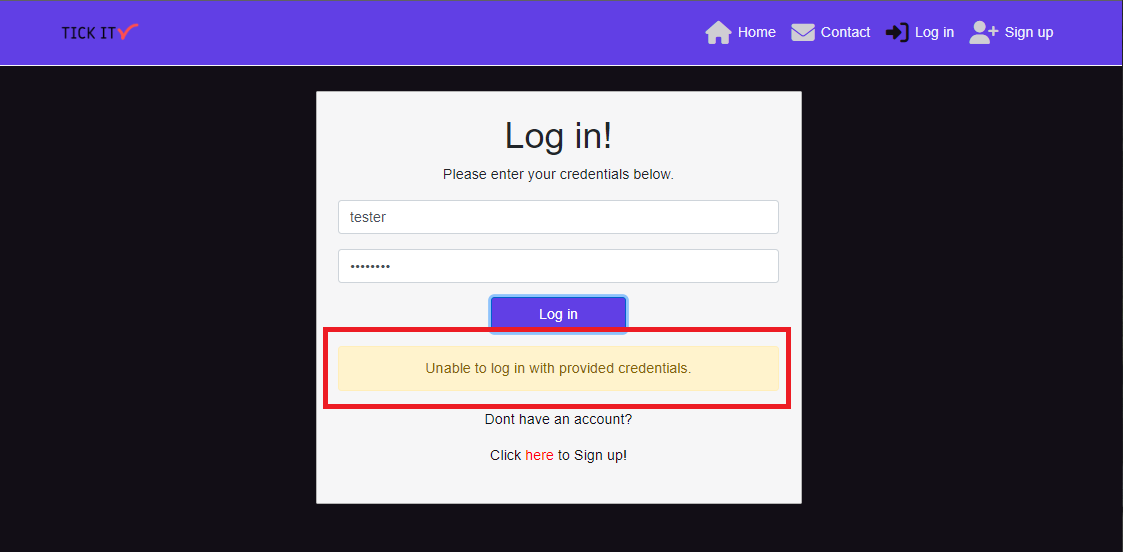 TICK IT
Home Contact Log in Sign up
Log in!
Please enter your credentials below.
tester
••••••••
Log in
Unable to log in with provided credentials.
Dont have an account?
Click here to Sign up!